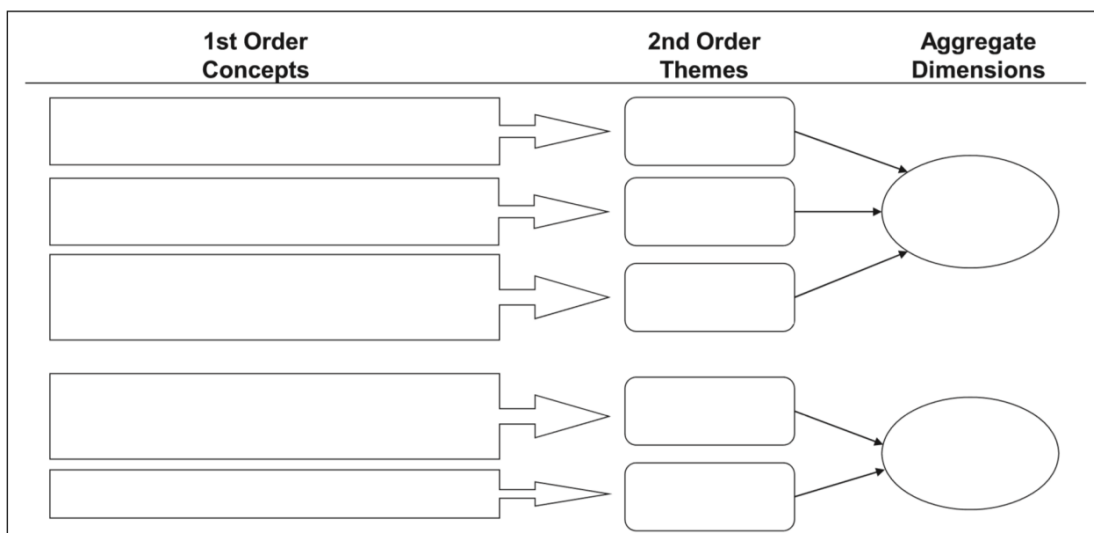 1st Order
Concepts
2nd Order
Themes
Aggregate
Dimensions